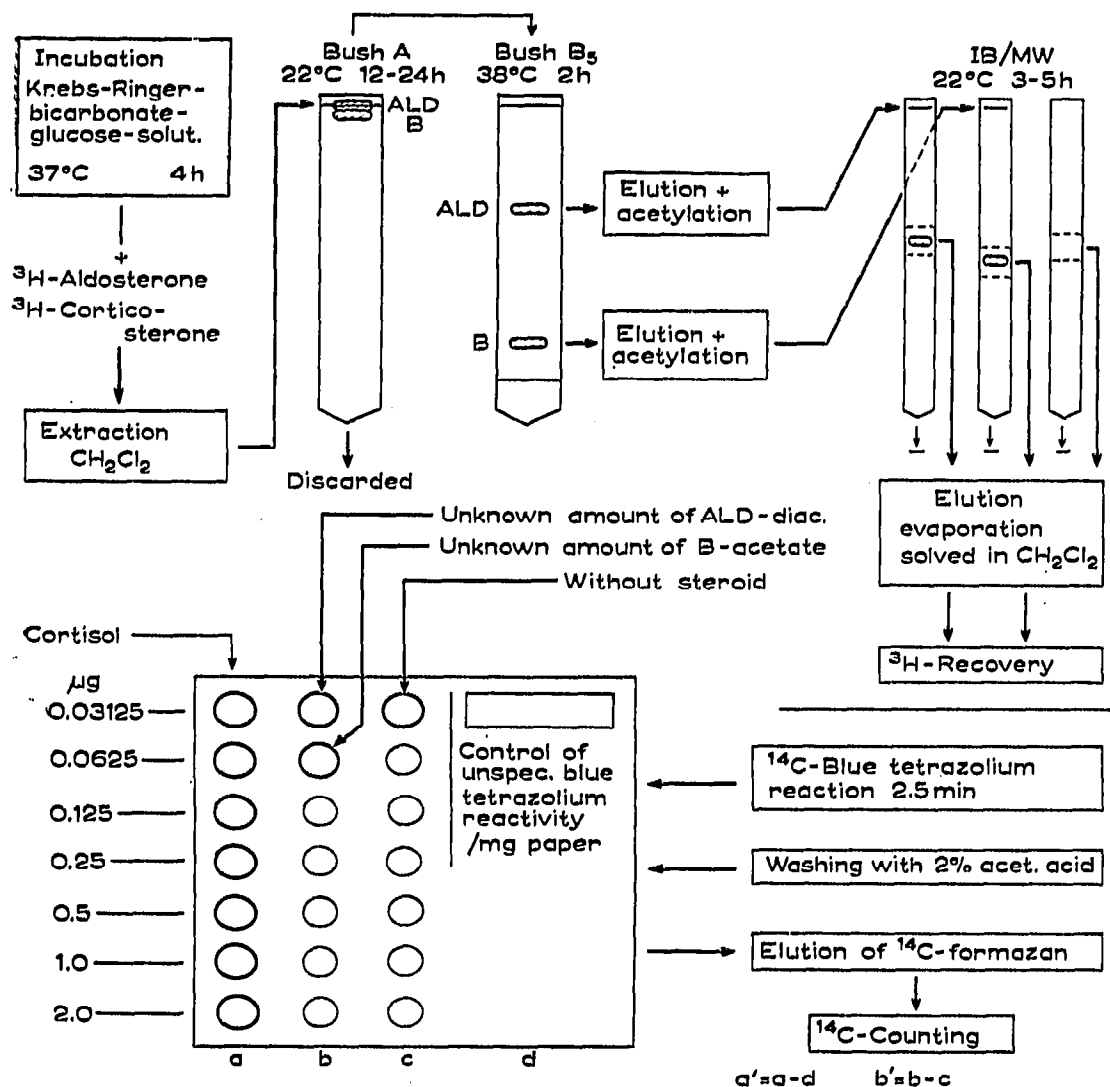 Incubation
Krebs-Ringer-
bicarbonate-
glucose-solut.
37°C 4h
+
³H-Aldosterone
³H-Cortico-
sterone
Extraction
CH₂Cl₂
Bush A
22°C 12-24h
ALD
B
Discarded
Bush B₅
38°C 2h
ALD
B
Elution +
acetylation
Elution +
acetylation
IB/MW
22°C 3-5h
Elution
evaporation
solved in CH₂Cl₂
³H-Recovery
Unknown amount of ALD-diac.
Unknown amount of B-acetate
Without steroid
Cortisol
µg
0.03125
0.0625
0.125
0.25
0.5
1.0
2.0
Control of
unspec. blue
tetrazolium
reactivity
/mg paper
a b c d
¹⁴C-Blue tetrazolium
reaction 2.5 min
Washing with 2% acet. acid
Elution of ¹⁴C-formazan
¹⁴C-Counting
a'=a-d b'=b-c